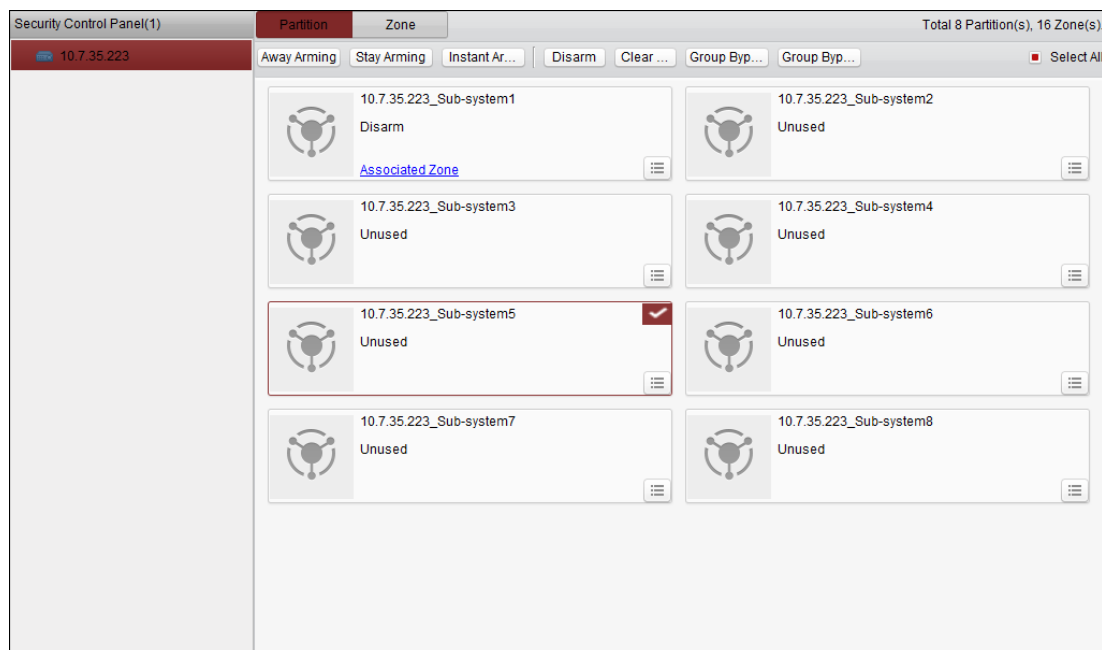 Security Control Panel(1)
Partition Zone Total 8 Partition(s), 16 Zone(s)
10.7.35.223
Away Arming Stay Arming Instant Ar... Disarm Clear ... Group Byp... Group Byp... Select All
10.7.35.223_Sub-system1
Disarm
Associated Zone
10.7.35.223_Sub-system2
Unused
10.7.35.223_Sub-system3
Unused
10.7.35.223_Sub-system4
Unused
10.7.35.223_Sub-system5
Unused
10.7.35.223_Sub-system6
Unused
10.7.35.223_Sub-system7
Unused
10.7.35.223_Sub-system8
Unused